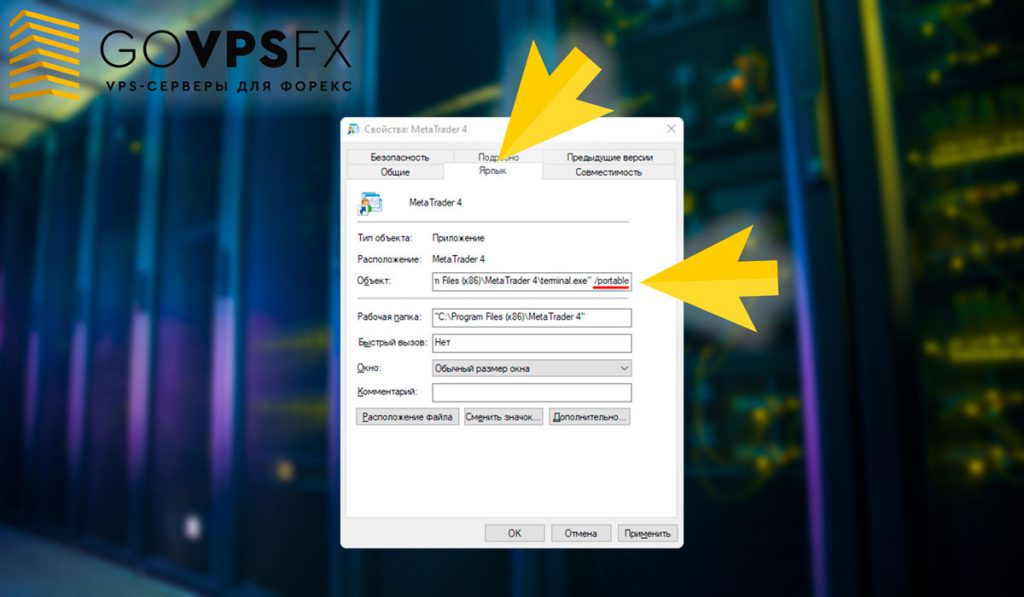 GOVPSFX
VPS-СЕРВЕРЫ ДЛЯ ФОРЕКС
Свойства: MetaTrader 4
Безопасность Подробно Предыдущие версии
Общие Ярлык Совместимость
MetaTrader 4
Тип объекта: Приложение
Расположение: MetaTrader 4
Объект: n Files (x86)\MetaTrader 4\terminal.exe" /portable
Рабочая папка: "C:\Program Files (x86)\MetaTrader 4"
Быстрый вызов: Нет
Окно: Обычный размер окна
Комментарий:
Расположение файла Сменить значок... Дополнительно...
OK Отмена Применить